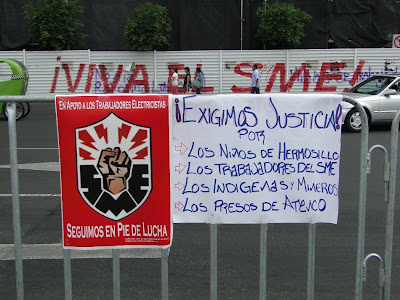 ¡VIVA EL SME!
EN APOYO A LOS TRABAJADORES ELECTRICISTAS
SME
SEGUIMOS EN PIE DE LUCHA
¡EXIGIMOS JUSTICIA!
POR
LOS NIÑOS DE HERMOSILLO
LOS TRABAJADORES DEL SME
LOS INDIGENAS Y MINEROS
LOS PRESOS DE ATENCO